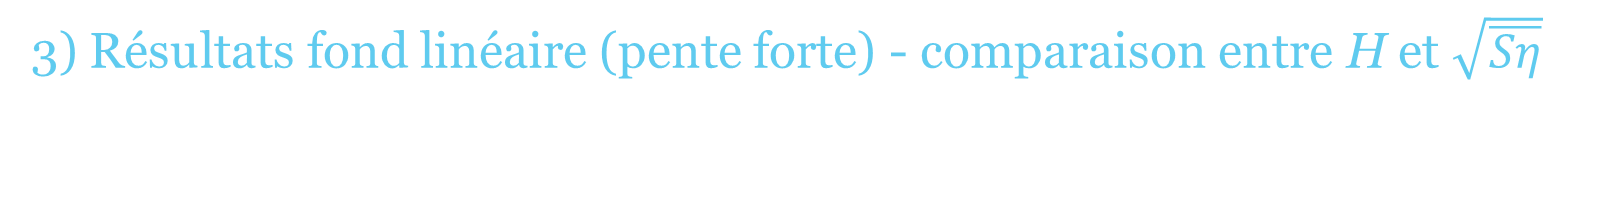 3) Résultats fond linéaire (pente forte) - comparaison entre H et √S̅η̅